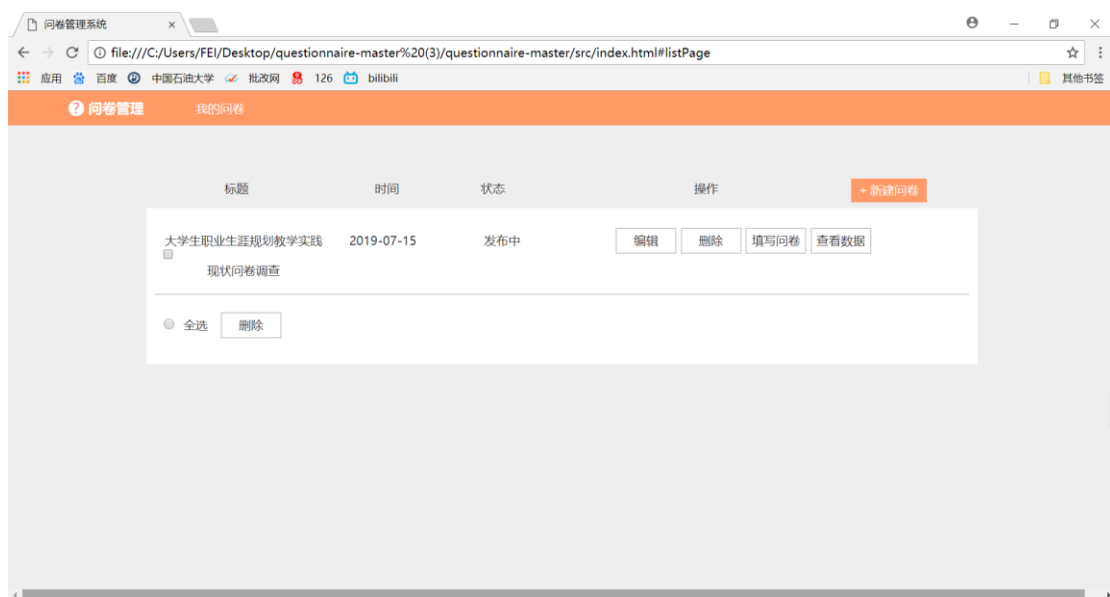 问卷管理系统
file:///C:/Users/FEI/Desktop/questionnaire-master%20(3)/questionnaire-master/src/index.html#listPage
应用 百度 中国石油大学 批改网 126 bilibili 其他书签
? 问卷管理 我的问卷
标题 时间 状态 操作 + 新建问卷
大学生职业生涯规划教学实践 2019-07-15 发布中 编辑 删除 填写问卷 查看数据
现状问卷调查
全选 删除